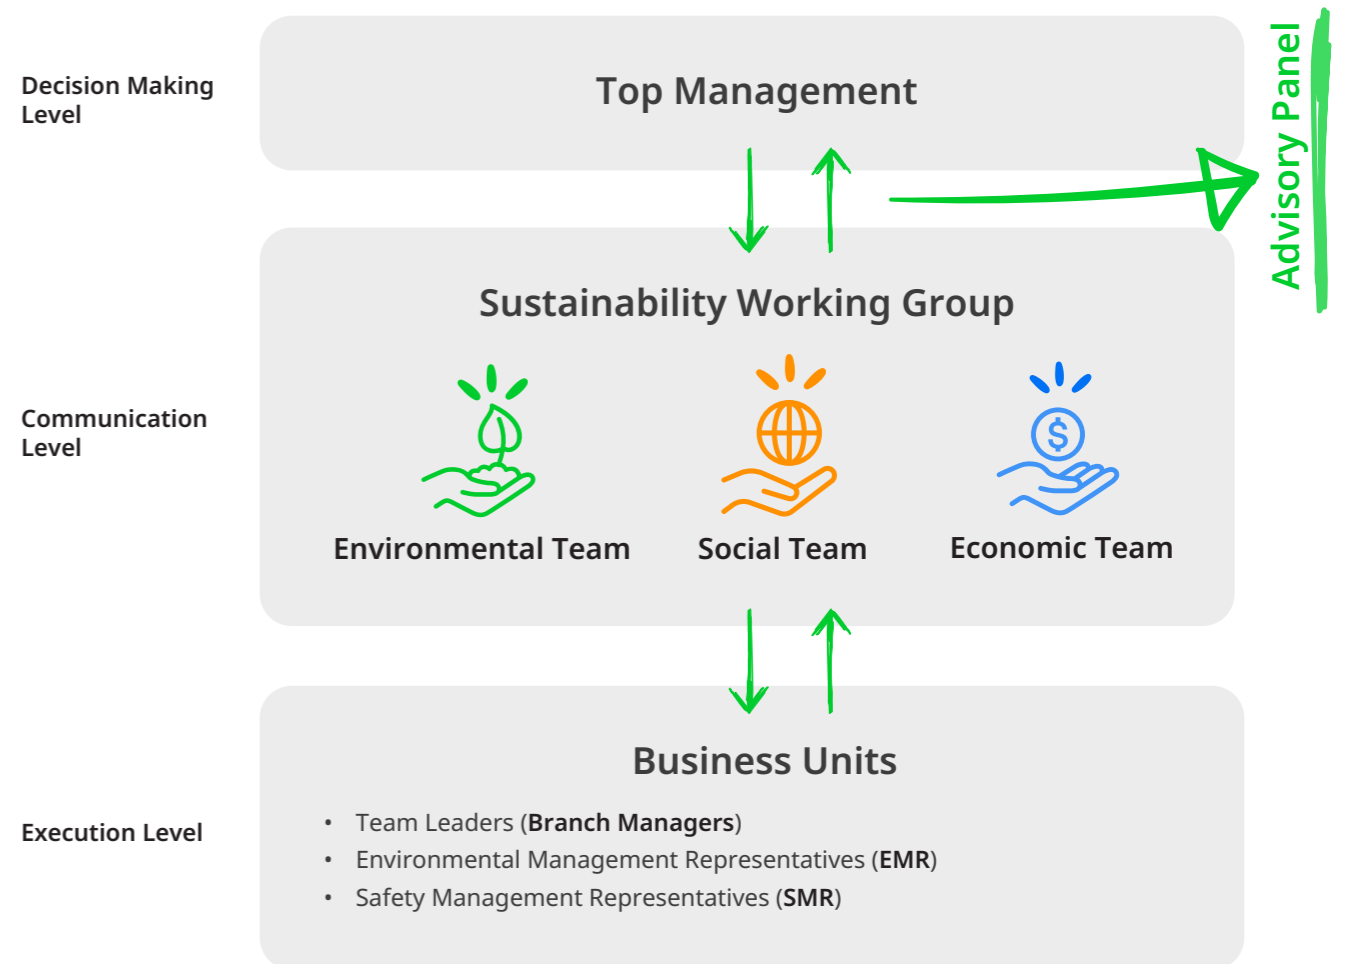 Decision Making
Level
Top Management
Advisory Panel
Sustainability Working Group
Communication
Level
$
Environmental Team
Social Team
Economic Team
Business Units
Execution Level
• Team Leaders (Branch Managers)
• Environmental Management Representatives (EMR)
• Safety Management Representatives (SMR)